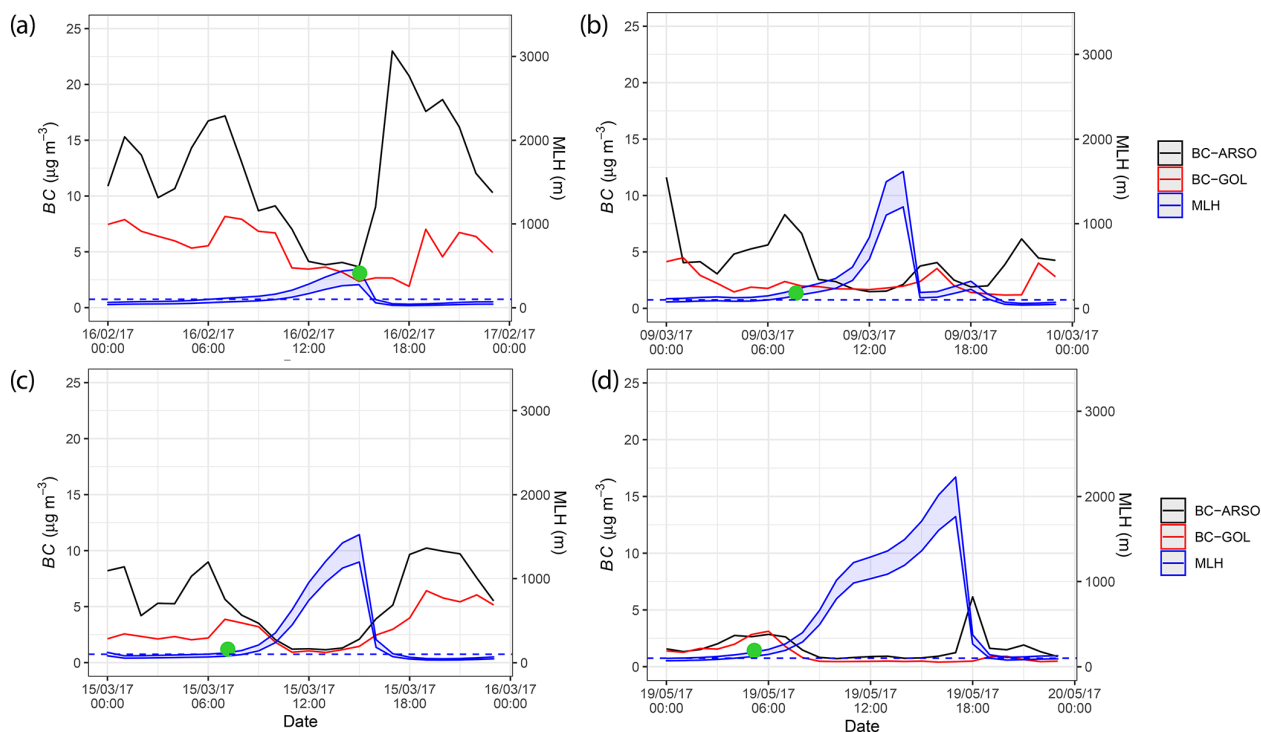 (a)
25
20
15
10
5
0
BC (µg m−3)
3000
2000
1000
0
MLH (m)
16/02/17 16/02/17 16/02/17 16/02/17 17/02/17
00:00 06:00 12:00 18:00 00:00
(b)
25
20
15
10
5
0
BC (µg m−3)
3000
2000
1000
0
MLH (m)
09/03/17 09/03/17 09/03/17 09/03/17 10/03/17
00:00 06:00 12:00 18:00 00:00
BC−ARSO
BC−GOL
MLH
(c)
25
20
15
10
5
0
BC (µg m−3)
3000
2000
1000
0
MLH (m)
15/03/17 15/03/17 15/03/17 15/03/17 16/03/17
00:00 06:00 12:00 18:00 00:00
Date
(d)
25
20
15
10
5
0
BC (µg m−3)
3000
2000
1000
0
MLH (m)
19/05/17 19/05/17 19/05/17 19/05/17 20/05/17
00:00 06:00 12:00 18:00 00:00
Date
BC−ARSO
BC−GOL
MLH